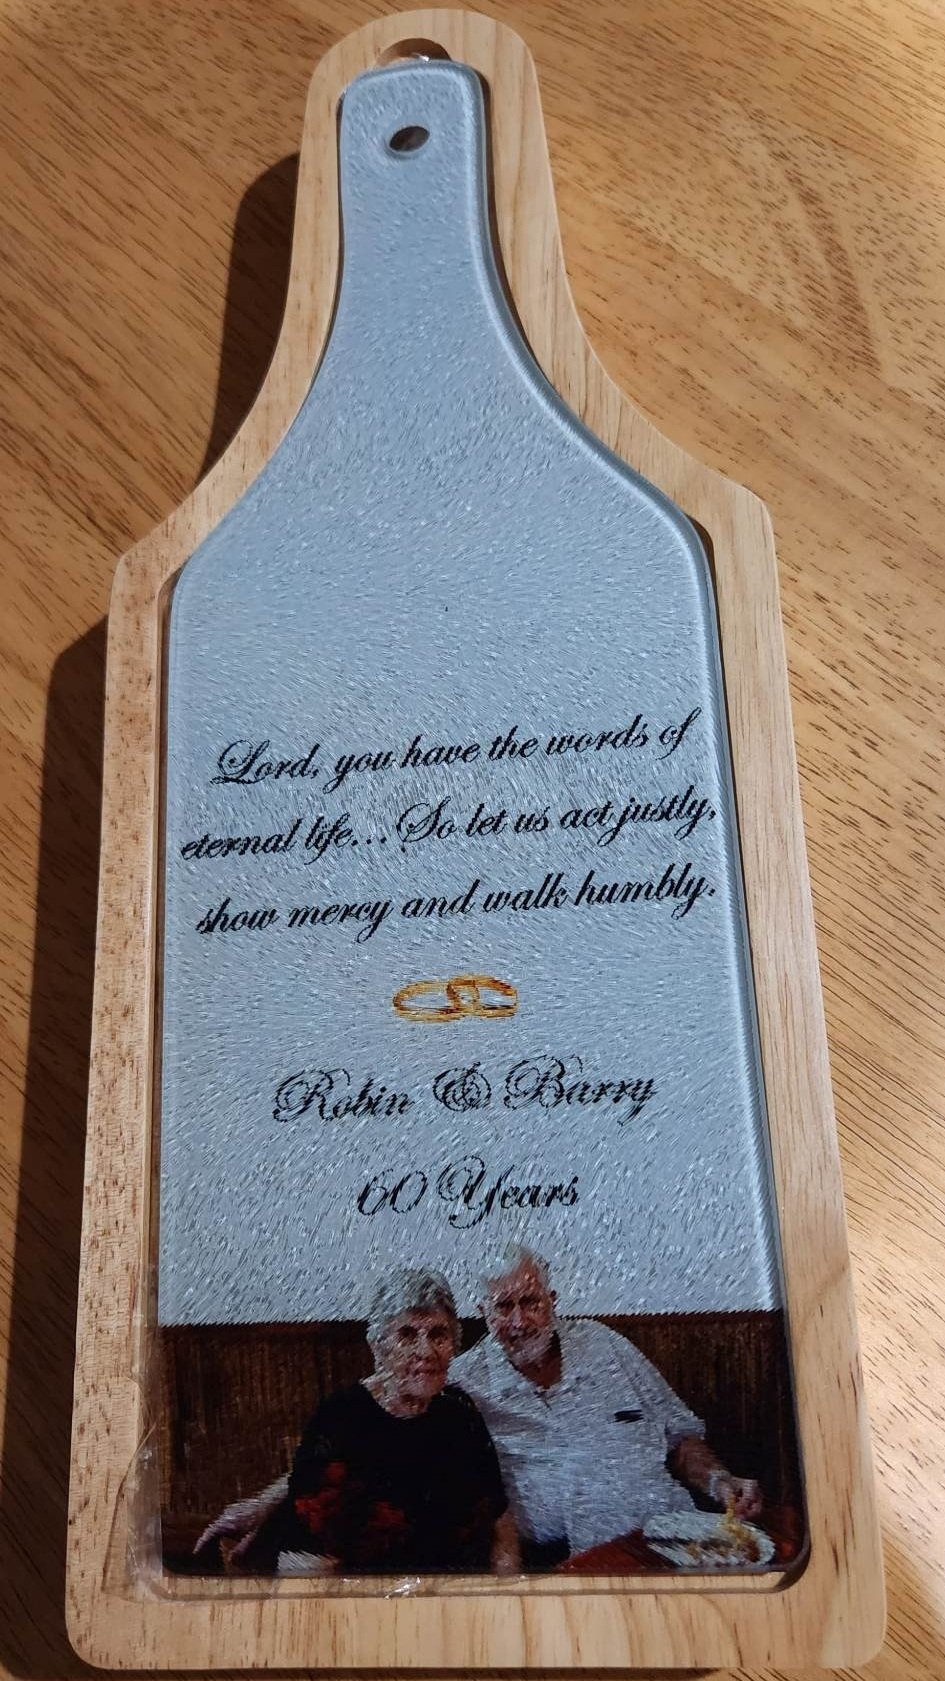 Lord, you have the words of
eternal life... So let us act justly,
show mercy and walk humbly.
Robin & Barry
60 Years